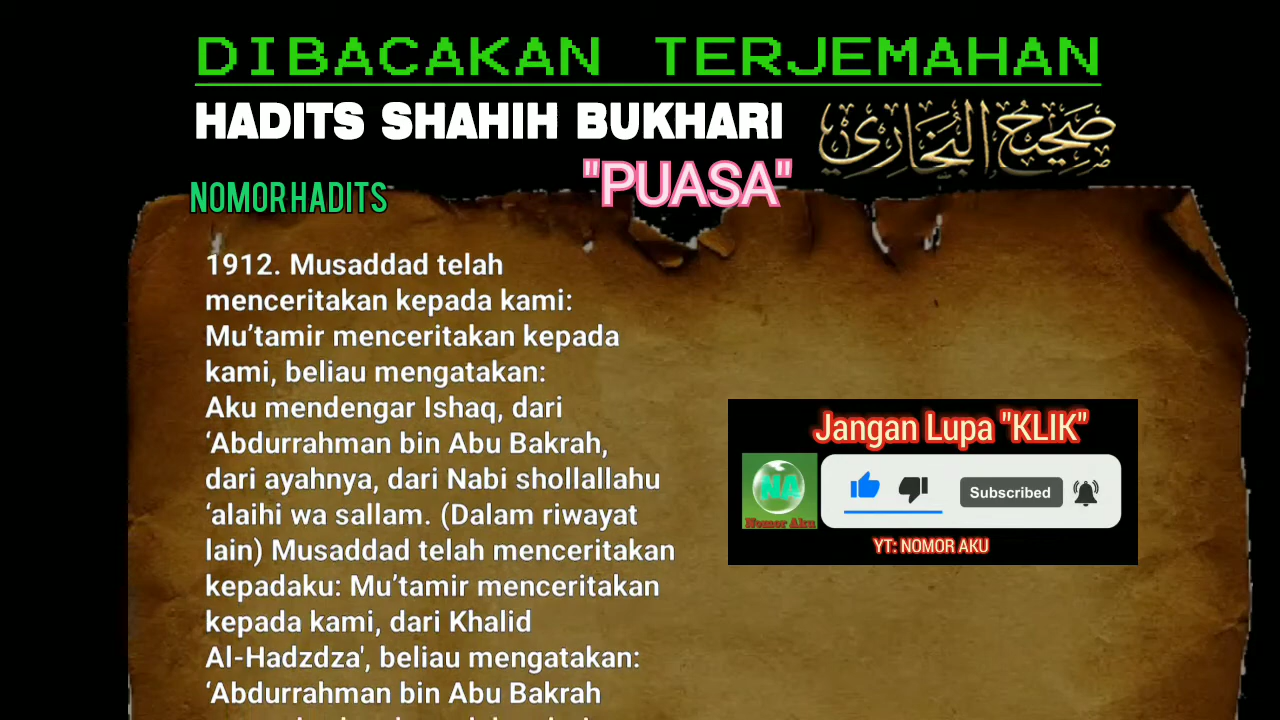 DIBACAKAN TERJEMAHAN
HADITS SHAHIH BUKHARI
صَحِيحُ البُخَارِي
"PUASA"
NOMOR HADITS
1912. Musaddad telah
menceritakan kepada kami:
Mu’tamir menceritakan kepada
kami, beliau mengatakan:
Aku mendengar Ishaq, dari
‘Abdurrahman bin Abu Bakrah,
dari ayahnya, dari Nabi shollallahu
‘alaihi wa sallam. (Dalam riwayat
lain) Musaddad telah menceritakan
kepadaku: Mu’tamir menceritakan
kepada kami, dari Khalid
Al-Hadzdza', beliau mengatakan:
‘Abdurrahman bin Abu Bakrah
Jangan Lupa "KLIK"
NA
Nomor Aku
Subscribed
YT: NOMOR AKU